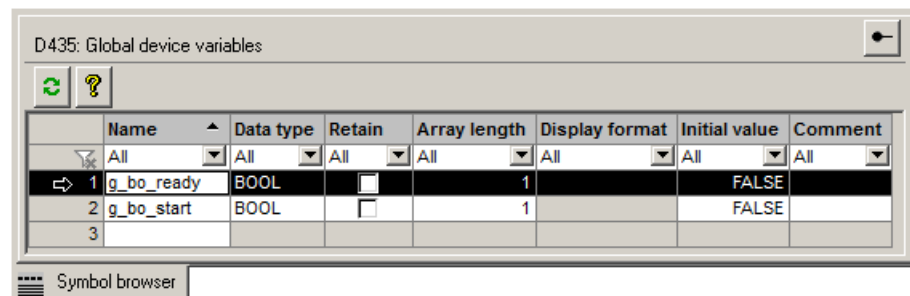 D435: Global device variables
Name Data type Retain Array length Display format Initial value Comment
All All All All All All All
1 g_bo_ready BOOL 1 FALSE
2 g_bo_start BOOL 1 FALSE
3
Symbol browser